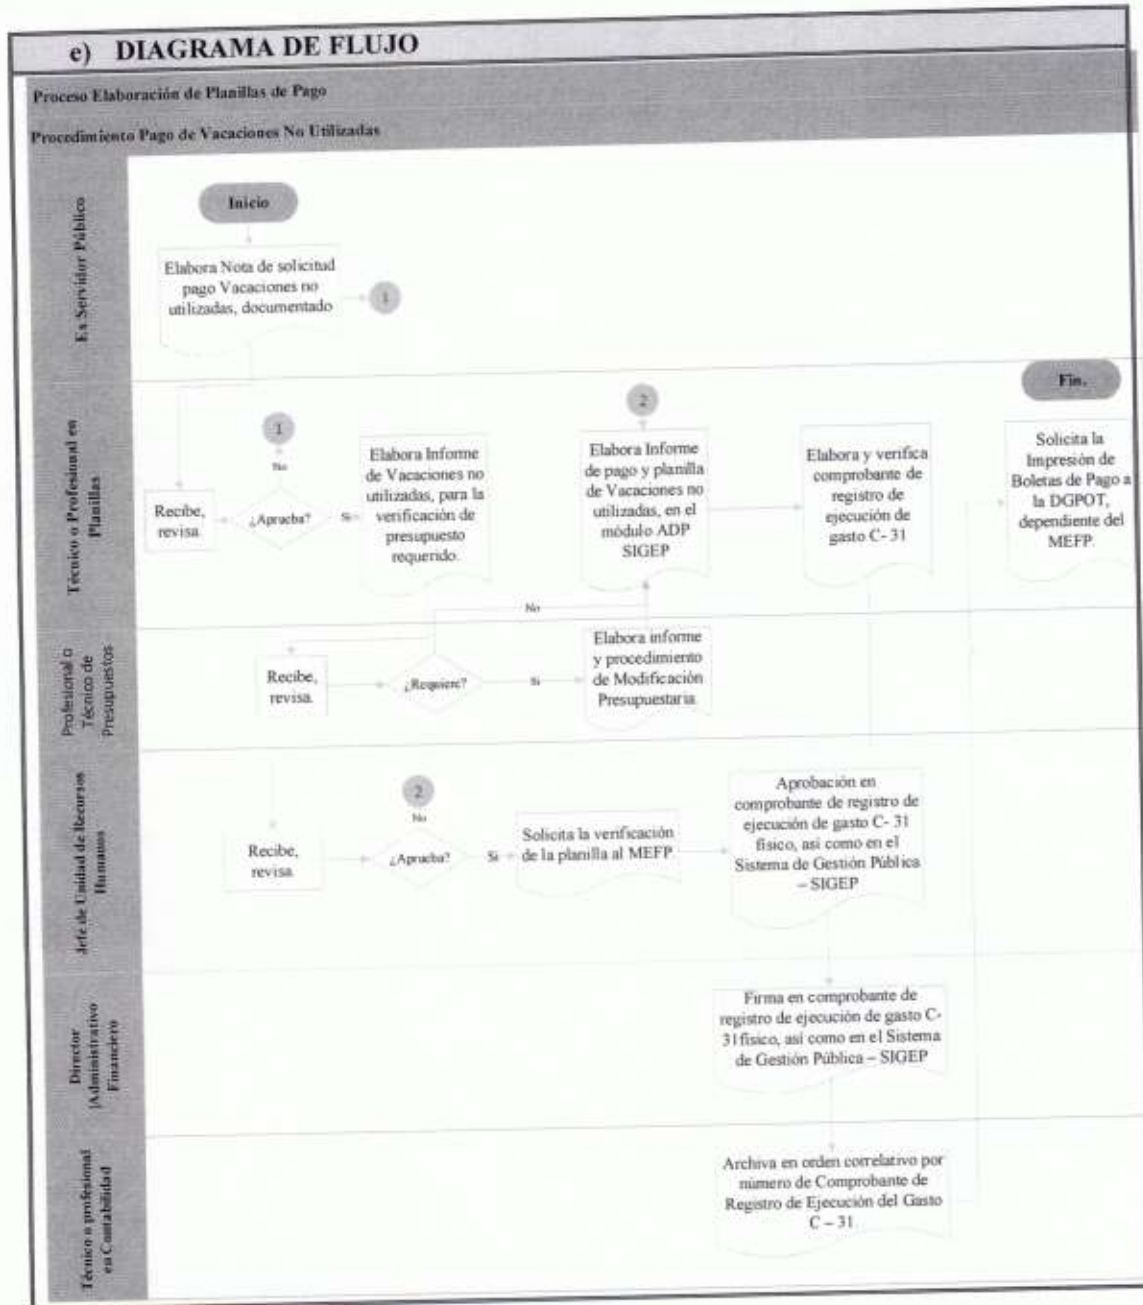 e) DIAGRAMA DE FLUJO
Proceso Elaboración de Planillas de Pago
Procedimiento Pago de Vacaciones No Utilizadas
Ex Servidor Público
Inicio
Elabora Nota de solicitud
pago Vacaciones no
utilizadas, documentado
1
Técnico o Profesional en
Planillas
Recibe,
revisa.
1
No
¿Aprueba?
Si
Elabora Informe
de Vacaciones no
utilizadas, para la
verificación de
presupuesto
requerido.
2
Elabora Informe
de pago y planilla
de Vacaciones no
utilizadas, en el
módulo ADP
SIGEP
Elabora y verifica
comprobante de
registro de
ejecución de
gasto C- 31
Fin.
Solicita la
Impresión de
Boletas de Pago a
la DGPOT,
dependiente del
MEFP.
Profesional o
Técnico de
Presupuestos
Recibe,
revisa.
¿Requiere?
No
Si
Elabora informe
y procedimiento
de Modificación
Presupuestaria
Jefe de Unidad de Recursos
Humanos
Recibe,
revisa.
2
No
¿Aprueba?
Si
Solicita la verificación
de la planilla al MEFP.
Aprobación en
comprobante de registro de
ejecución de gasto C- 31
físico, así como en el
Sistema de Gestión Pública
– SIGEP
Director
|Administrativo
Financiero
Firma en comprobante de
registro de ejecución de gasto C-
31físico, así como en el Sistema
de Gestión Pública – SIGEP
Técnico o profesional
en Contabilidad
Archiva en orden correlativo por
número de Comprobante de
Registro de Ejecución del Gasto
C – 31